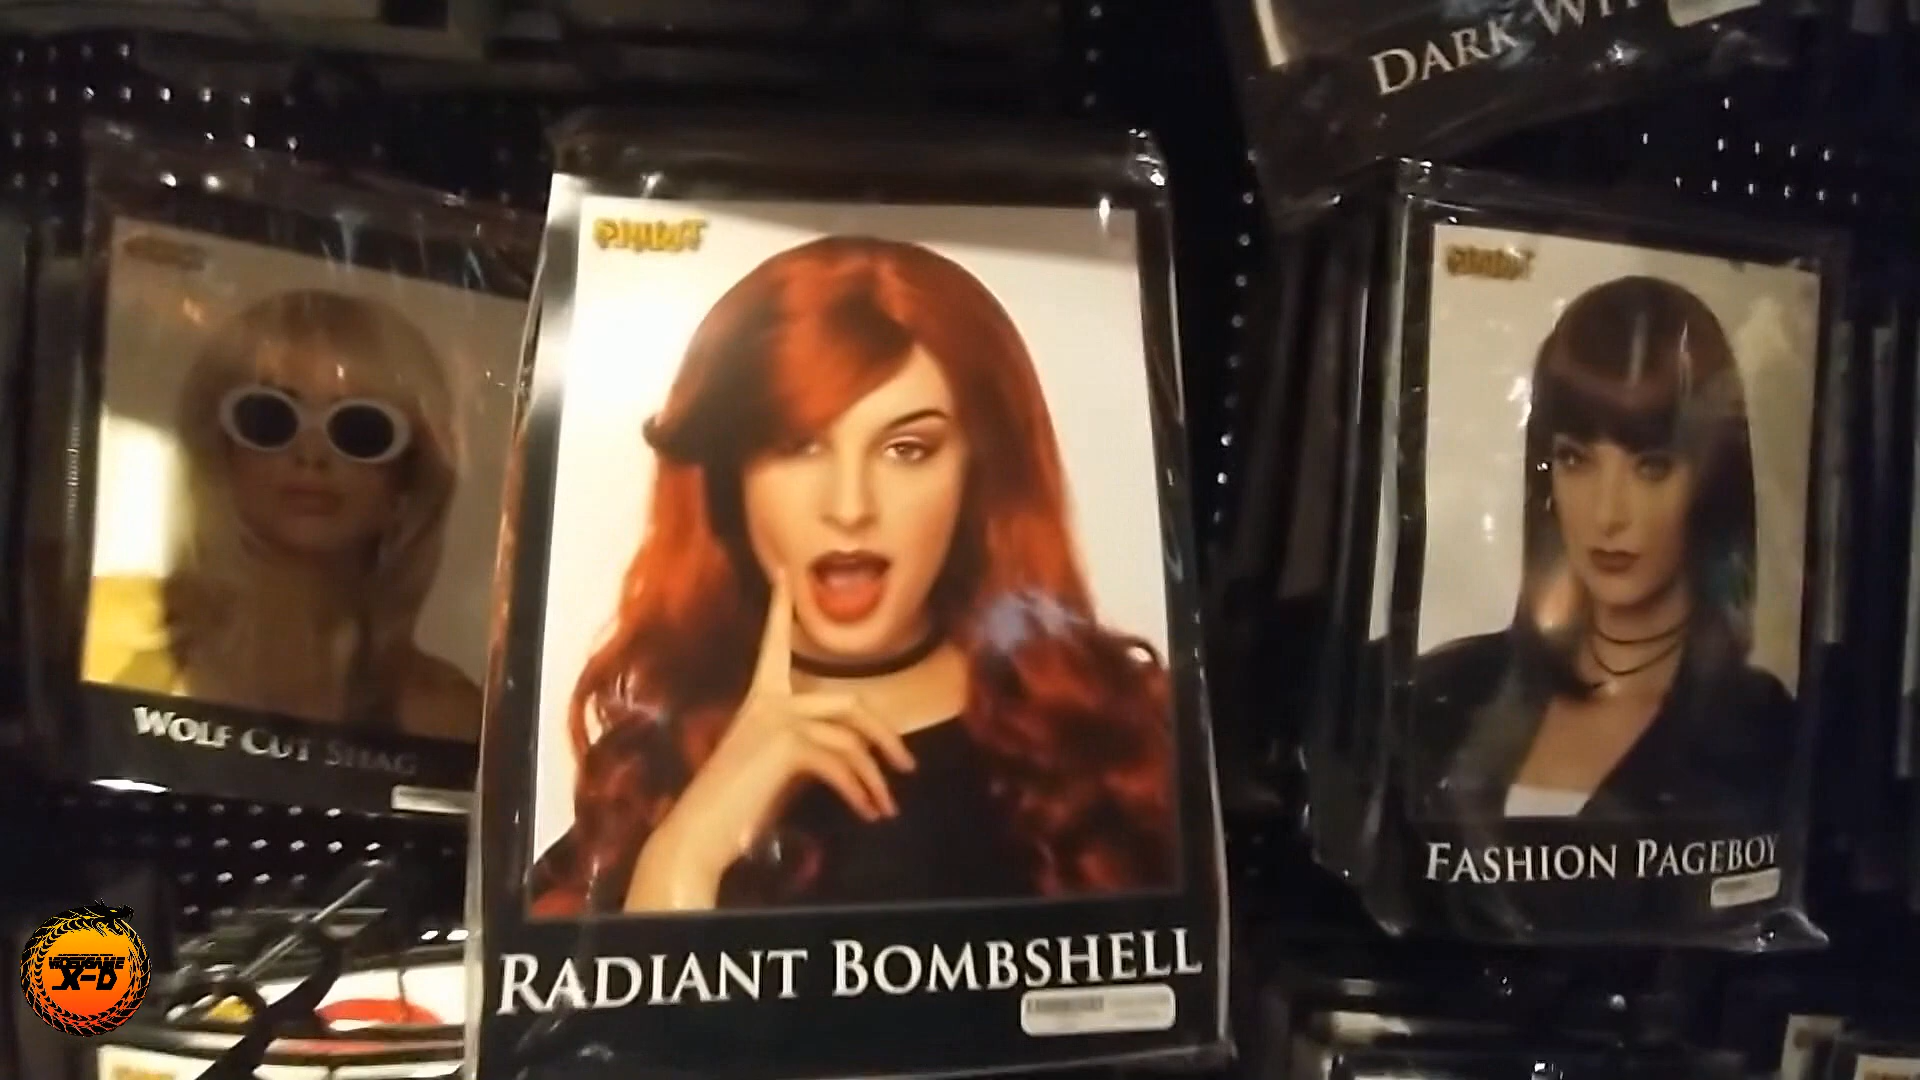 DARK
WOLF CUT SHAG
RADIANT BOMBSHELL
FASHION PAGEBOY
X-D